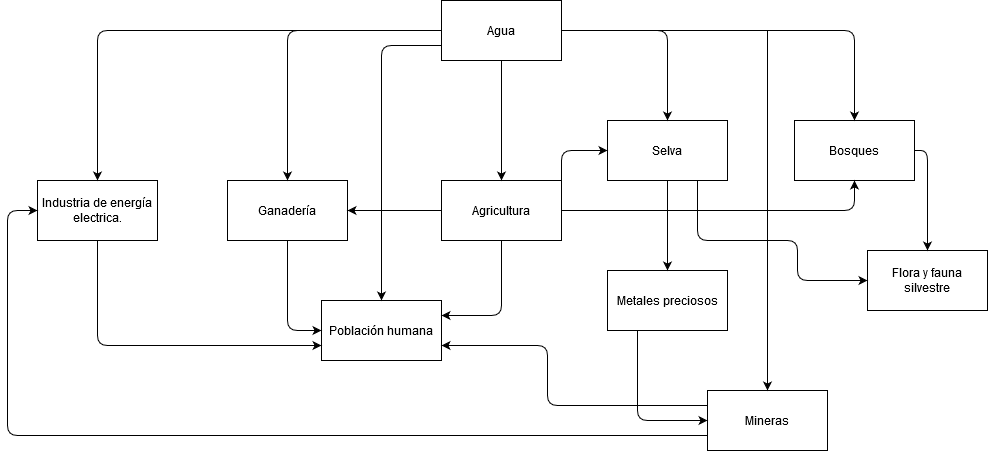 Agua
Selva
Bosques
Industria de energía
electrica.
Ganadería
Agricultura
Flora y fauna
silvestre
Metales preciosos
Población humana
Mineras